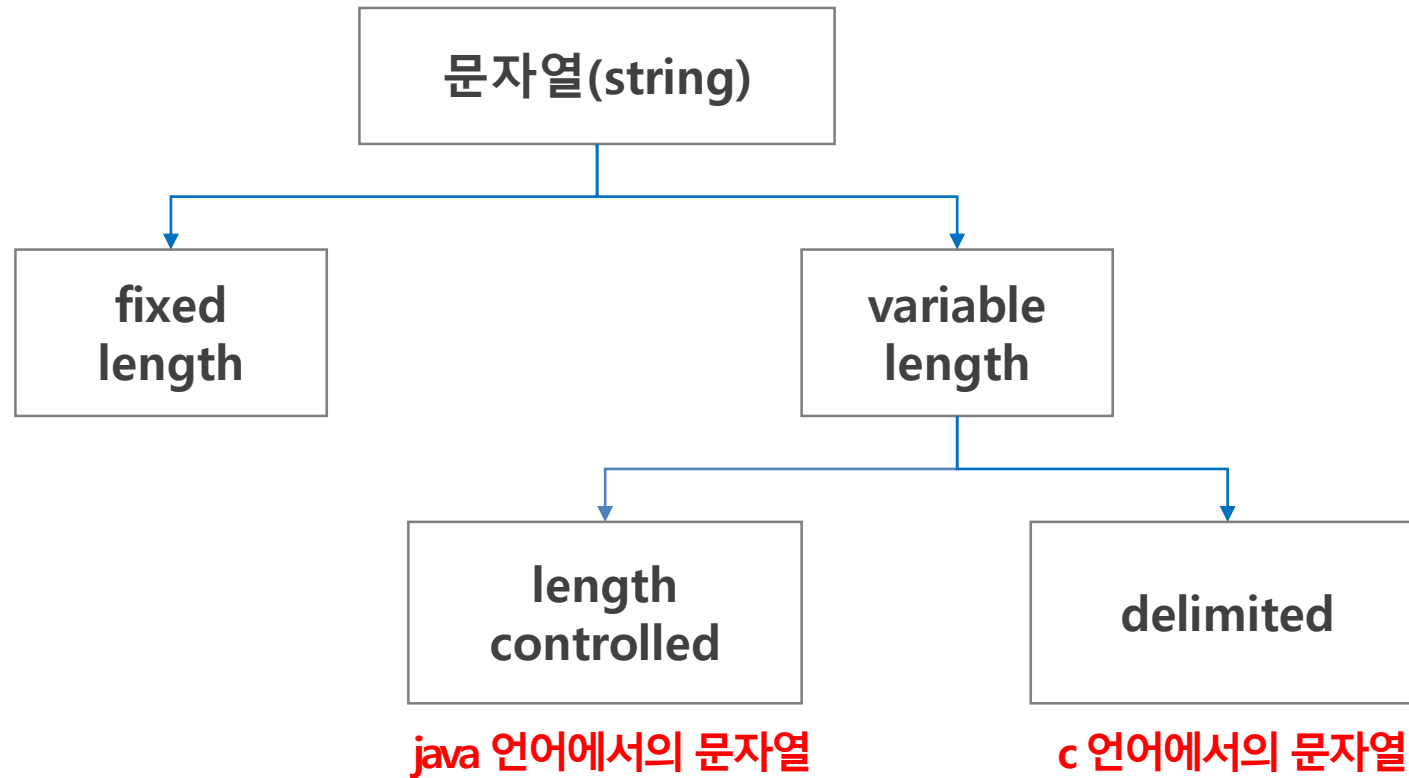 문자열(string)
fixed
length
variable
length
length
controlled
delimited
java 언어에서의 문자열
c 언어에서의 문자열